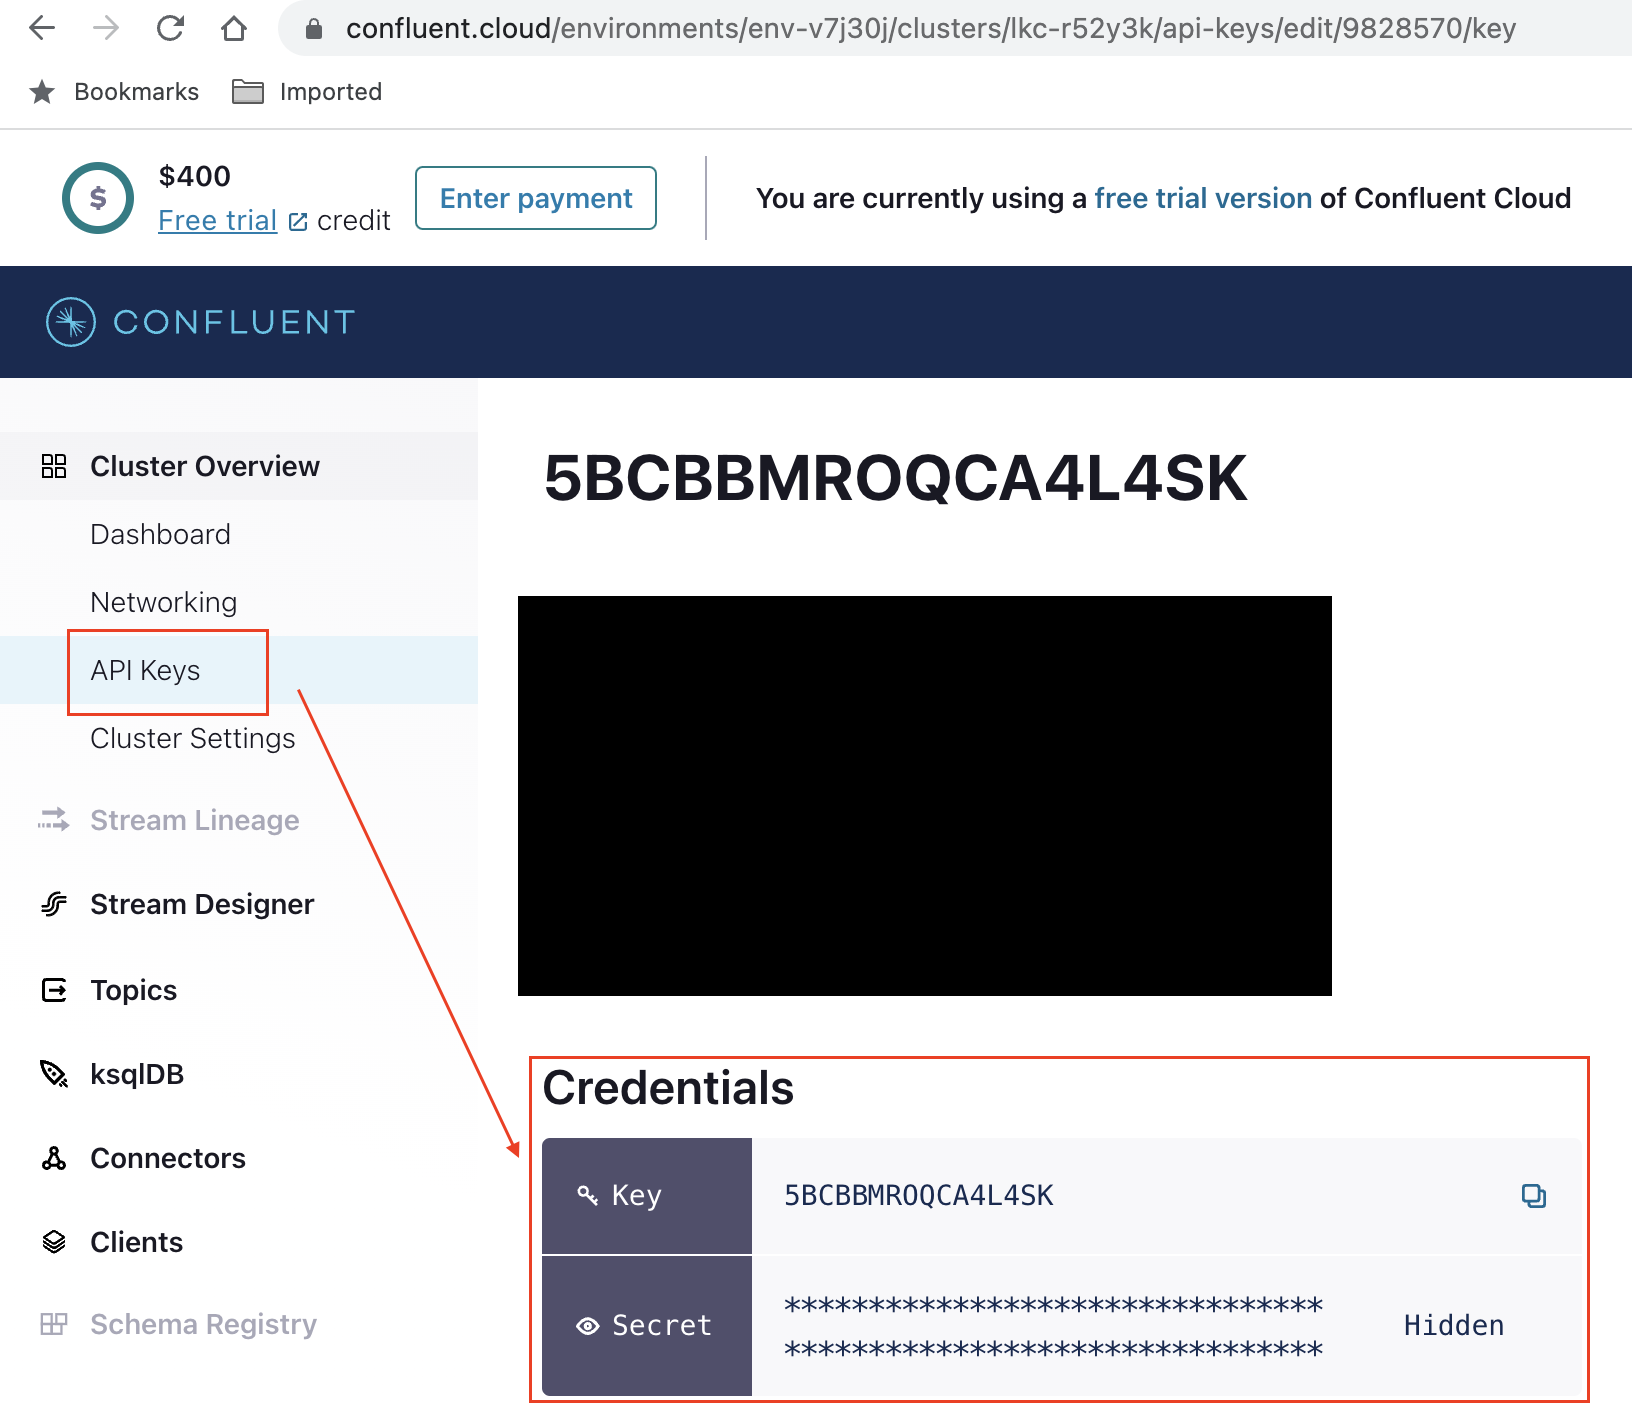 confluent.cloud/environments/env-v7j30j/clusters/lkc-r52y3k/api-keys/edit/9828570/key
Bookmarks
Imported
$
$400
Free trial credit
Enter payment
You are currently using a free trial version of Confluent Cloud
CONFLUENT
Cluster Overview
Dashboard
Networking
API Keys
Cluster Settings
Stream Lineage
Stream Designer
Topics
ksqlDB
Connectors
Clients
Schema Registry
5BCBBMROQCA4L4SK
Credentials
Key
5BCBBMROQCA4L4SK
Secret
********************************
********************************
Hidden